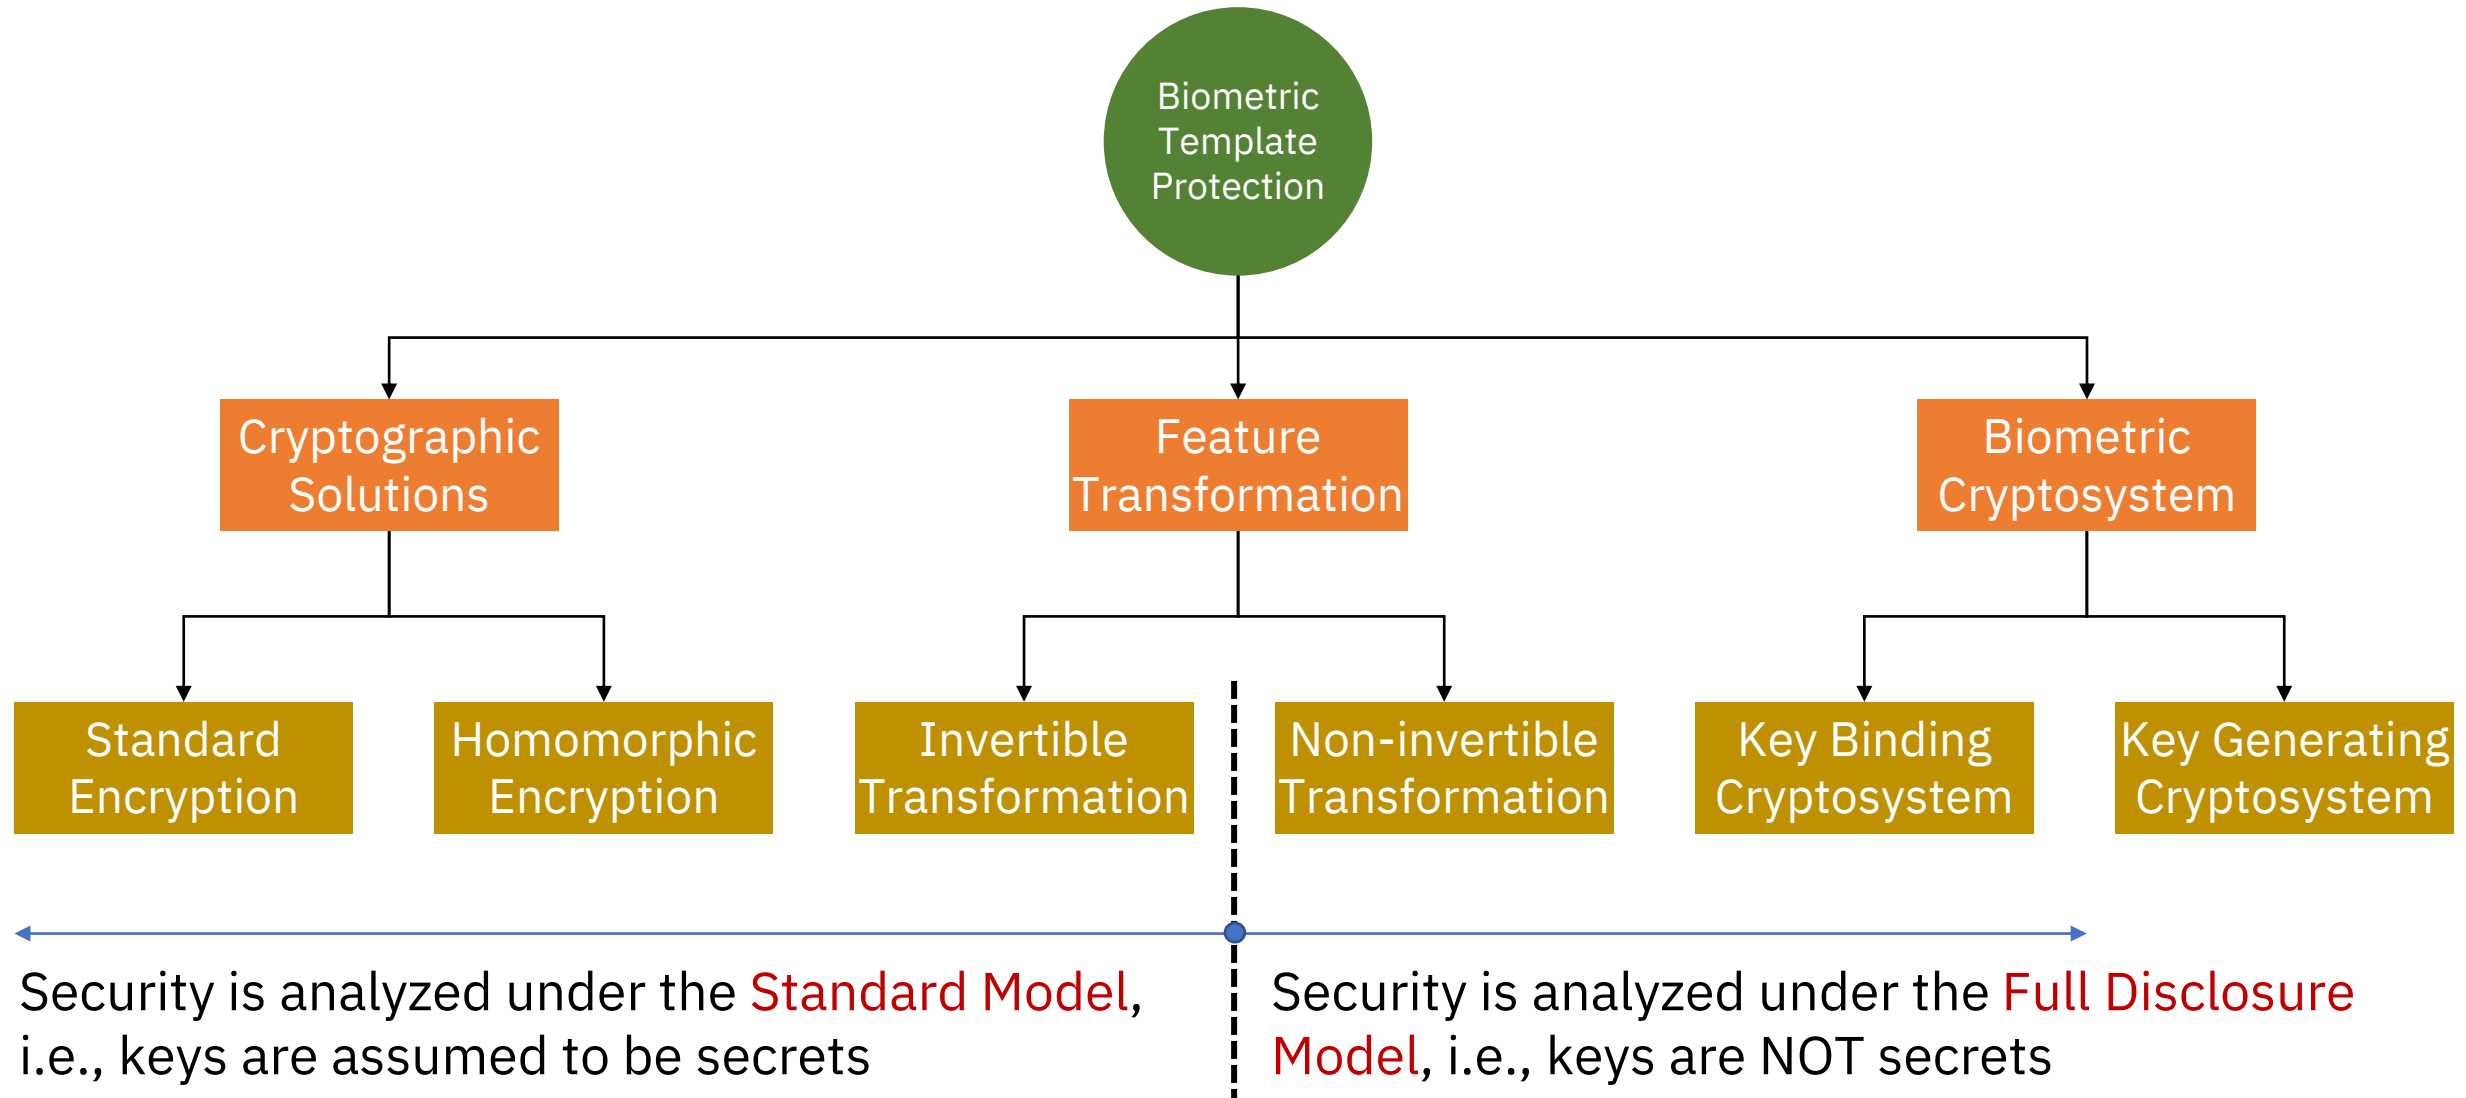 Biometric
Template
Protection
Cryptographic
Solutions
Feature
Transformation
Biometric
Cryptosystem
Standard
Encryption
Homomorphic
Encryption
Invertible
Transformation
Non-invertible
Transformation
Key Binding
Cryptosystem
Key Generating
Cryptosystem
Security is analyzed under the Standard Model,
i.e., keys are assumed to be secrets
Security is analyzed under the Full Disclosure
Model, i.e., keys are NOT secrets